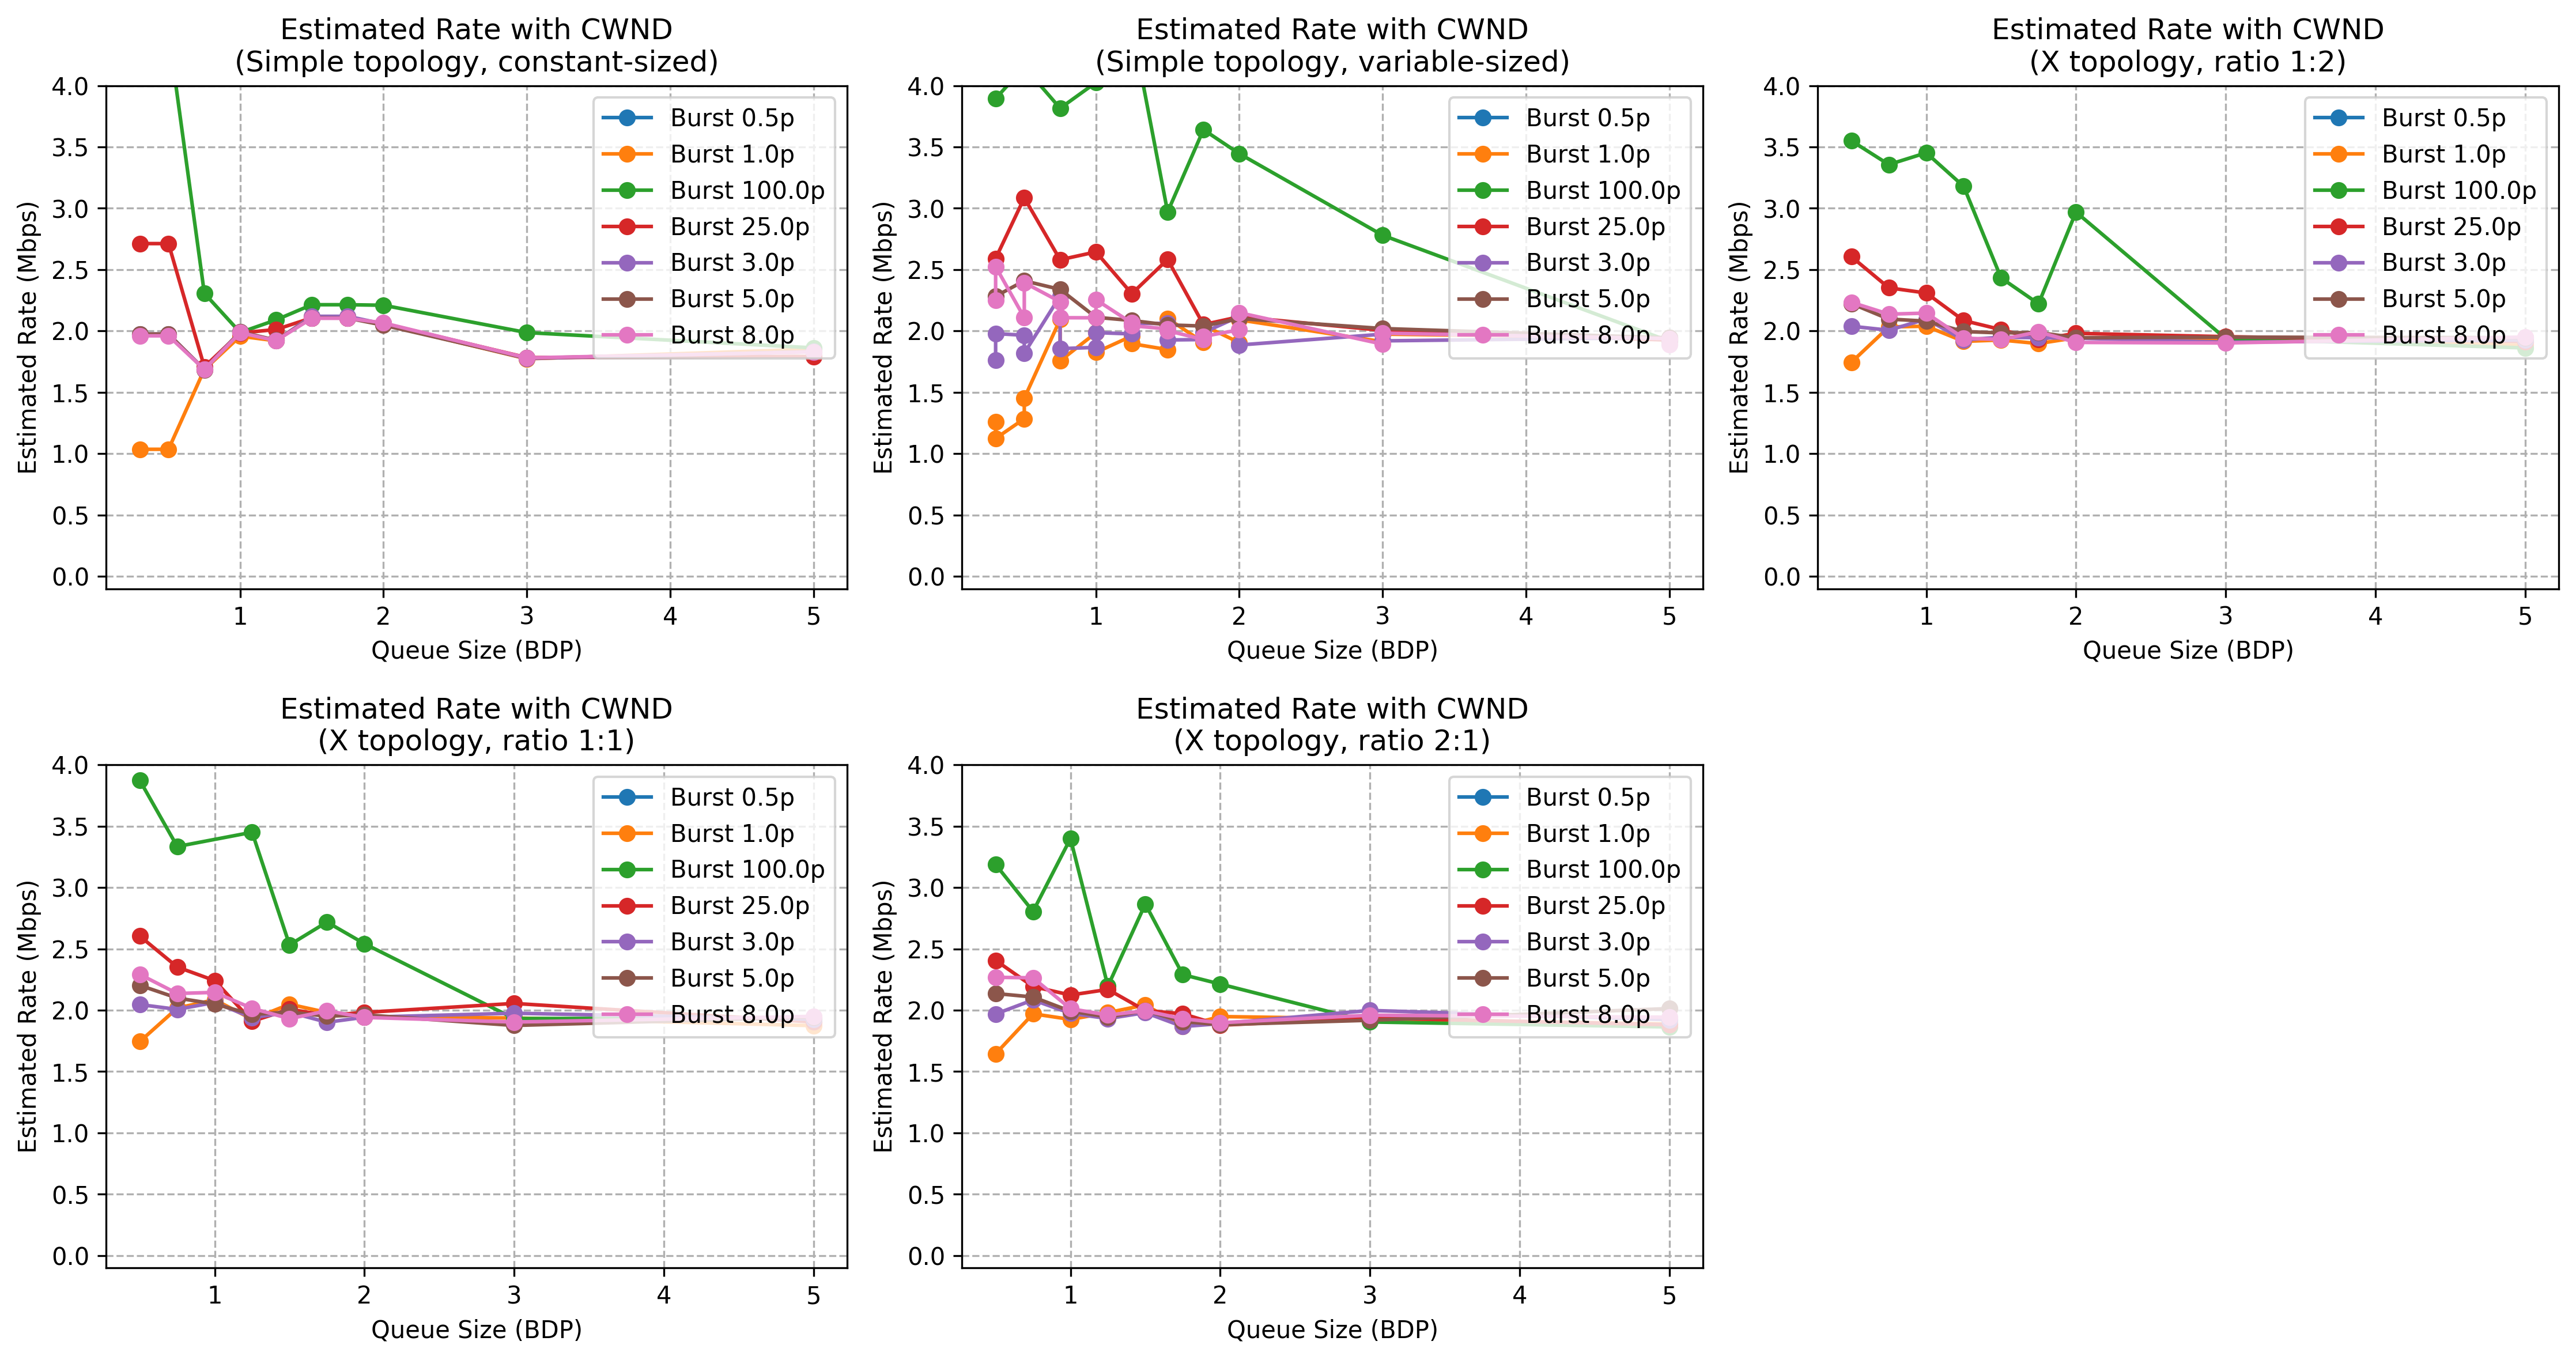 Estimated Rate with CWND
(Simple topology, constant-sized)
4.0
3.5
3.0
2.5
2.0
1.5
1.0
0.5
0.0
Estimated Rate (Mbps)
1 2 3 4 5
Queue Size (BDP)
Burst 0.5p
Burst 1.0p
Burst 100.0p
Burst 25.0p
Burst 3.0p
Burst 5.0p
Burst 8.0p
Estimated Rate with CWND
(Simple topology, variable-sized)
4.0
3.5
3.0
2.5
2.0
1.5
1.0
0.5
0.0
Estimated Rate (Mbps)
1 2 3 4 5
Queue Size (BDP)
Burst 0.5p
Burst 1.0p
Burst 100.0p
Burst 25.0p
Burst 3.0p
Burst 5.0p
Burst 8.0p
Estimated Rate with CWND
(X topology, ratio 1:2)
4.0
3.5
3.0
2.5
2.0
1.5
1.0
0.5
0.0
Estimated Rate (Mbps)
1 2 3 4 5
Queue Size (BDP)
Burst 0.5p
Burst 1.0p
Burst 100.0p
Burst 25.0p
Burst 3.0p
Burst 5.0p
Burst 8.0p
Estimated Rate with CWND
(X topology, ratio 1:1)
4.0
3.5
3.0
2.5
2.0
1.5
1.0
0.5
0.0
Estimated Rate (Mbps)
1 2 3 4 5
Queue Size (BDP)
Burst 0.5p
Burst 1.0p
Burst 100.0p
Burst 25.0p
Burst 3.0p
Burst 5.0p
Burst 8.0p
Estimated Rate with CWND
(X topology, ratio 2:1)
4.0
3.5
3.0
2.5
2.0
1.5
1.0
0.5
0.0
Estimated Rate (Mbps)
1 2 3 4 5
Queue Size (BDP)
Burst 0.5p
Burst 1.0p
Burst 100.0p
Burst 25.0p
Burst 3.0p
Burst 5.0p
Burst 8.0p